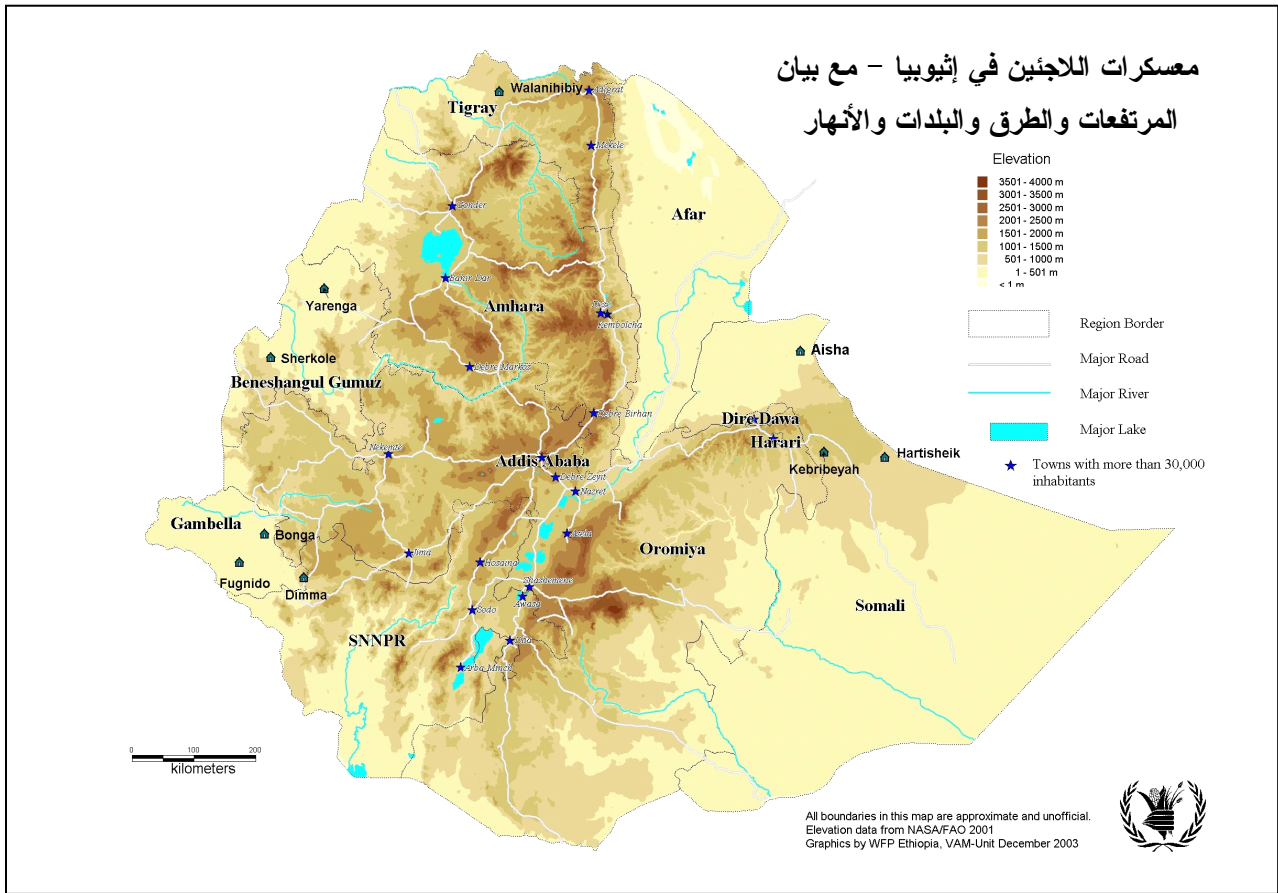 معسكرات اللاجئين في إثيوبيا – مع بيان
المرتفعات والطرق والبلدات والأنهار
Elevation
3501 - 4000 m
3001 - 3500 m
2501 - 3000 m
2001 - 2500 m
1501 - 2000 m
1001 - 1500 m
501 - 1000 m
1 - 501 m
< 1 m
Region Border
Major Road
Major River
Major Lake
Towns with more than 30,000
inhabitants
Walanihibiy
Adigrat
Tigray
Mekele
Gonder
Afar
Bahir Dar
Yarenga
Amhara
Kembolcha
Sherkole
Aisha
Debre Markos
Beneshangul Gumuz
Debre Birhan
Dire Dawa
Harari
Nekemte
Addis Ababa
Kebribeyah
Hartisheik
Debre Zeyit
Nazret
Gambella
Bonga
Asela
Jima
Oromiya
Hosaina
Fugnido
Dimma
Shashemene
Awasa
Sodo
Somali
SNNPR
Dila
Arba Minch
0 100 200
kilometers
All boundaries in this map are approximate and unofficial.
Elevation data from NASA/FAO 2001
Graphics by WFP Ethiopia, VAM-Unit December 2003